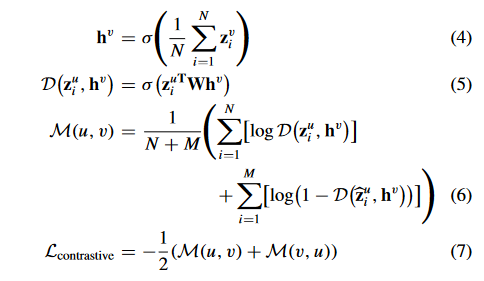 h^v = σ( 1/N ∑_{i=1}^{N} z_i^v ) (4)
𝒟(z_i^u, h^v) = σ(z_i^{uT} W h^v) (5)
ℳ(u, v) = 1/(N + M) ( ∑_{i=1}^{N} [log 𝒟(z_i^u, h^v)]
+ ∑_{i=1}^{M} [log(1 − 𝒟(ẑ_i^u, h^v))] ) (6)
ℒ_contrastive = −1/2 (ℳ(u, v) + ℳ(v, u)) (7)